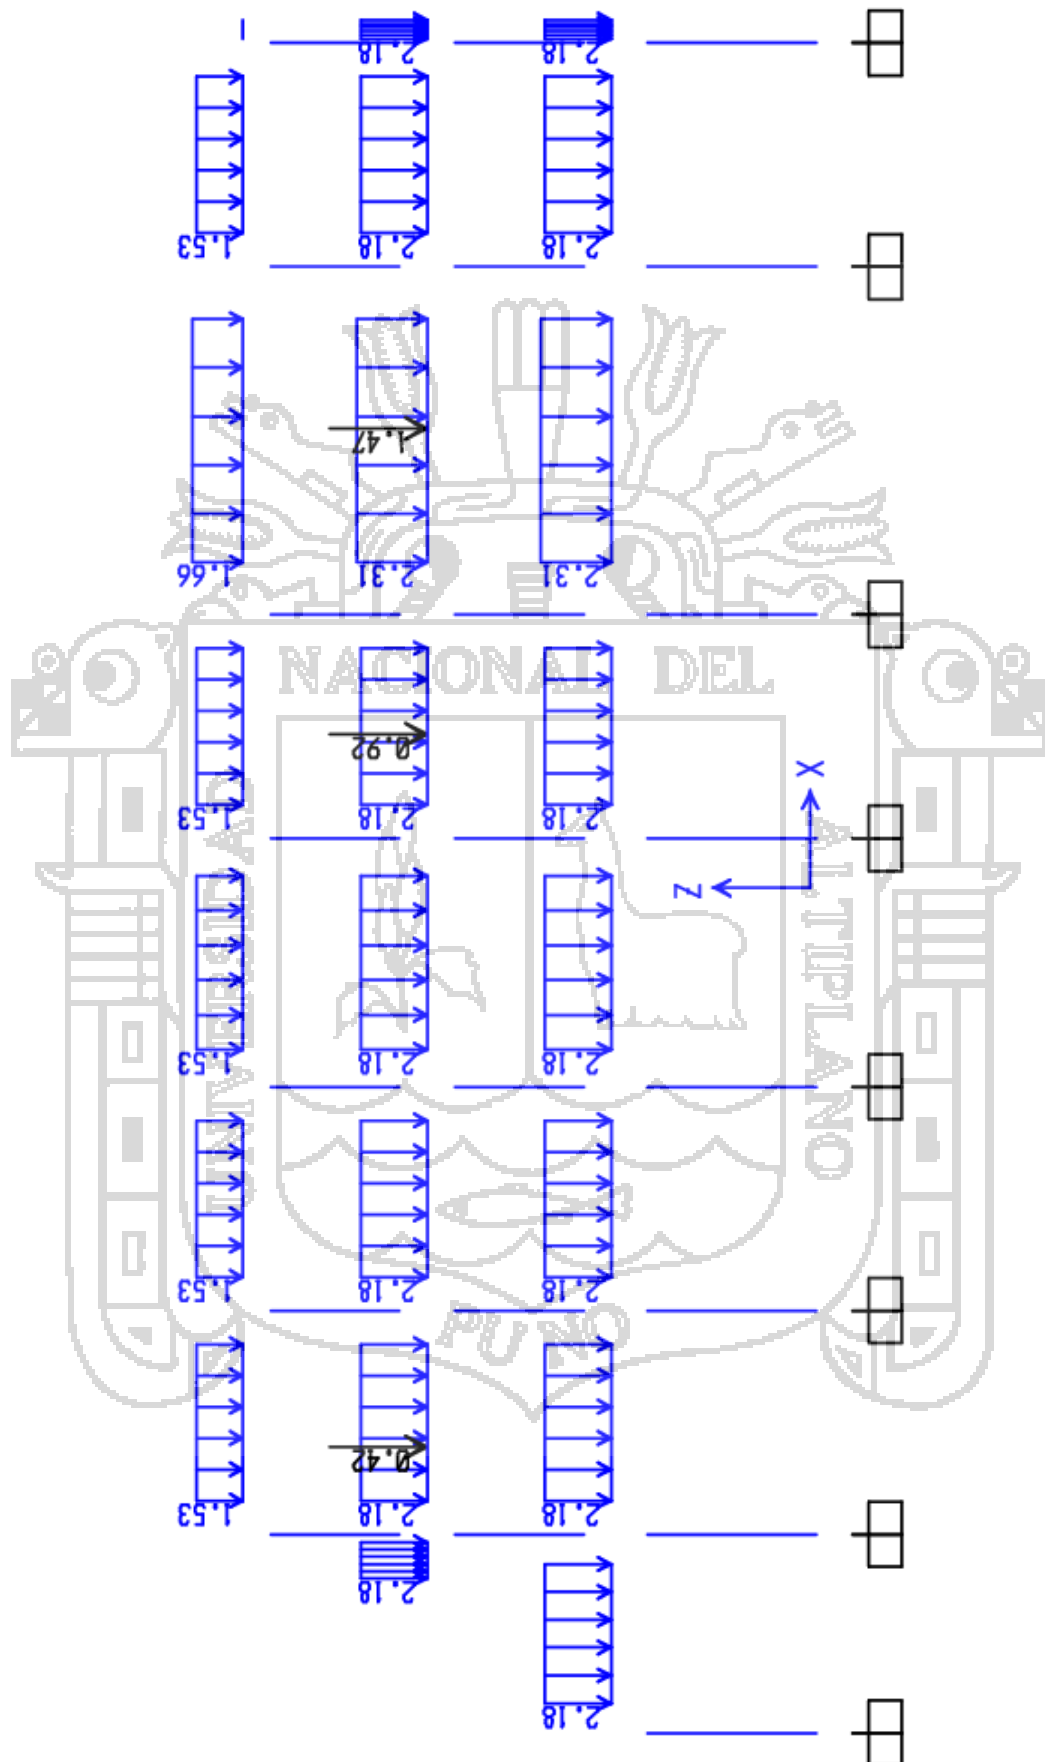 2.18 2.18
1.53 2.18 2.18
1.47
1.66 2.31 2.31
NACIONAL DEL
0.92
X
1.53 2.18 2.18
Z
UNIVERSIDAD
ALTIPLANO
1.53 2.18 2.18
1.53 2.18 2.18
PUNO
0.42
1.53 2.18 2.18
2.18
2.18